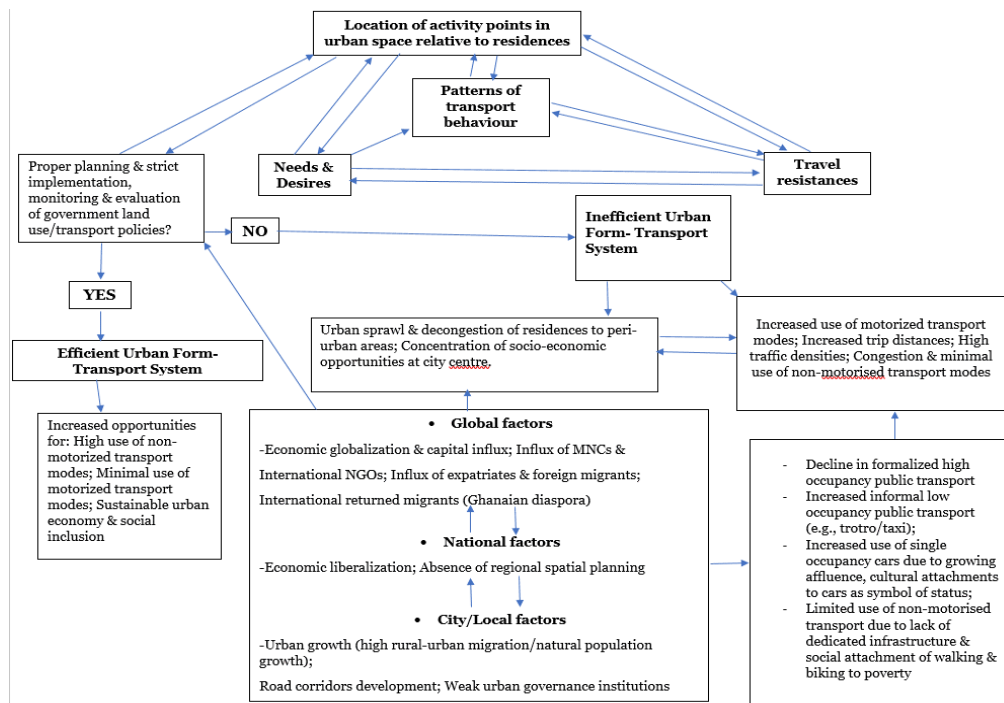 Location of activity points in
urban space relative to residences
Patterns of
transport
behaviour
Proper planning & strict
implementation,
monitoring & evaluation
of government land
use/transport policies?
Needs &
Desires
Travel
resistances
NO
Inefficient Urban
Form- Transport
System
YES
Efficient Urban Form-
Transport System
Urban sprawl & decongestion of residences to peri-
urban areas; Concentration of socio-economic
opportunities at city centre.
Increased use of motorized transport
modes; Increased trip distances; High
traffic densities; Congestion & minimal
use of non-motorised transport modes
Increased opportunities
for: High use of non-
motorized transport
modes; Minimal use of
motorized transport
modes; Sustainable urban
economy & social
inclusion
• Global factors
-Economic globalization & capital influx; Influx of MNCs &
International NGOs; Influx of expatriates & foreign migrants;
International returned migrants (Ghanaian diaspora)
• National factors
-Economic liberalization; Absence of regional spatial planning
• City/Local factors
-Urban growth (high rural-urban migration/natural population
growth);
Road corridors development; Weak urban governance institutions
- Decline in formalized high
occupancy public transport
- Increased informal low
occupancy public transport
(e.g., trotro/taxi);
- Increased use of single
occupancy cars due to growing
affluence, cultural attachments
to cars as symbol of status;
- Limited use of non-motorised
transport due to lack of
dedicated infrastructure &
social attachment of walking &
biking to poverty